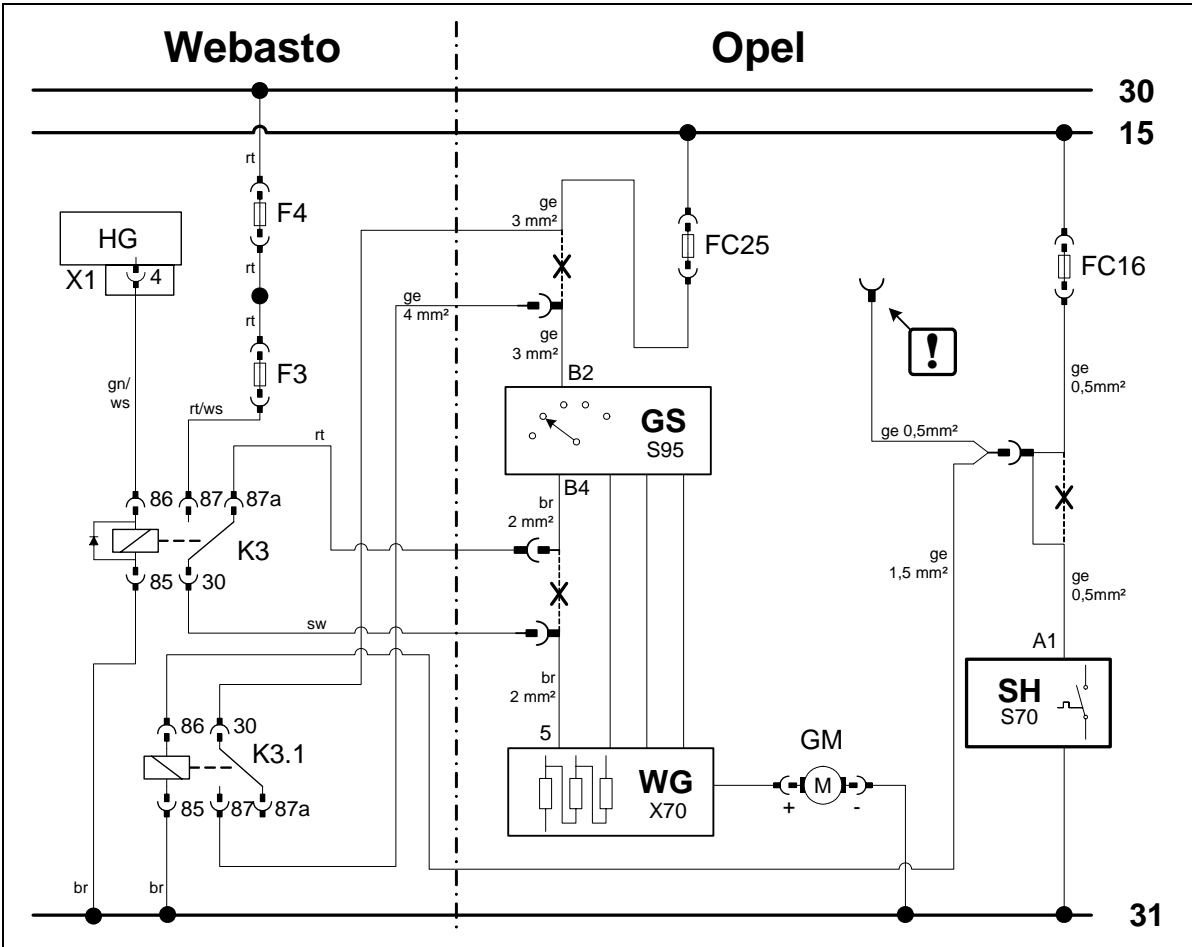 Webasto
Opel
30
15
rt
F4
HG
X1
4
rt
rt
F3
gn/
ws
rt/ws
rt
ge
3 mm²
FC25
FC16
ge
4 mm²
ge
3 mm²
!
B2
GS
S95
B4
ge
0,5mm²
ge 0,5mm²
br
2 mm²
86
87
87a
K3
85
30
sw
ge
1,5 mm²
ge
0,5mm²
A1
SH
S70
br
2 mm²
5
86
30
K3.1
85
87
87a
WG
X70
GM
M
+
-
br
br
31